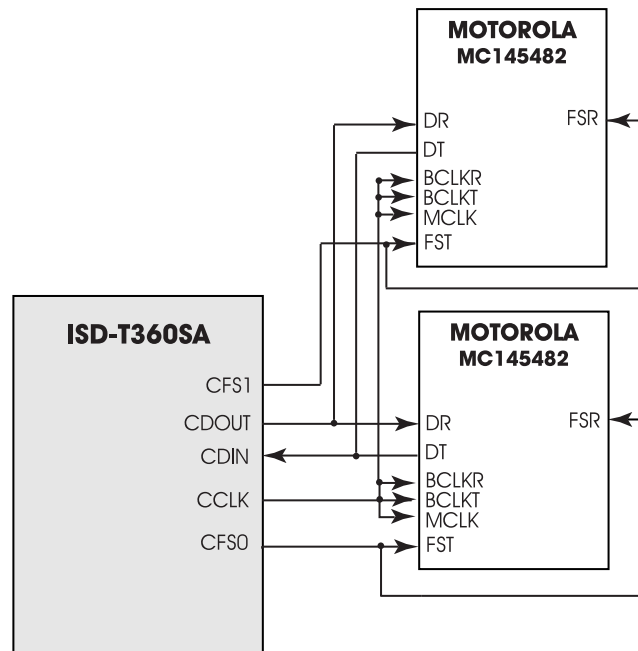 MOTOROLA
MC145482
DR
FSR
DT
BCLKR
BCLKT
MCLK
FST
ISD-T360SA
CFS1
CDOUT
CDIN
CCLK
CFS0
MOTOROLA
MC145482
DR
FSR
DT
BCLKR
BCLKT
MCLK
FST